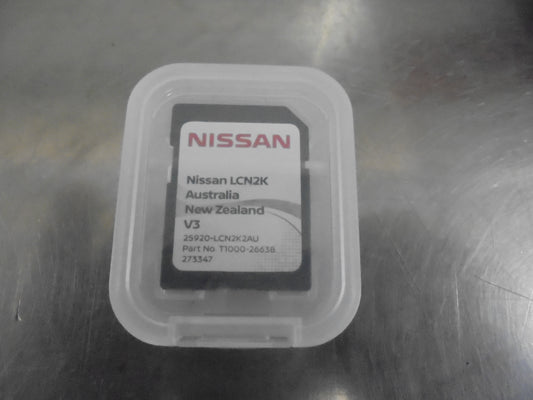 NISSAN
Nissan LCN2K
Australia
New Zealand
V3
25920-LCN2K2AU
Part No. T1000-26638
273347